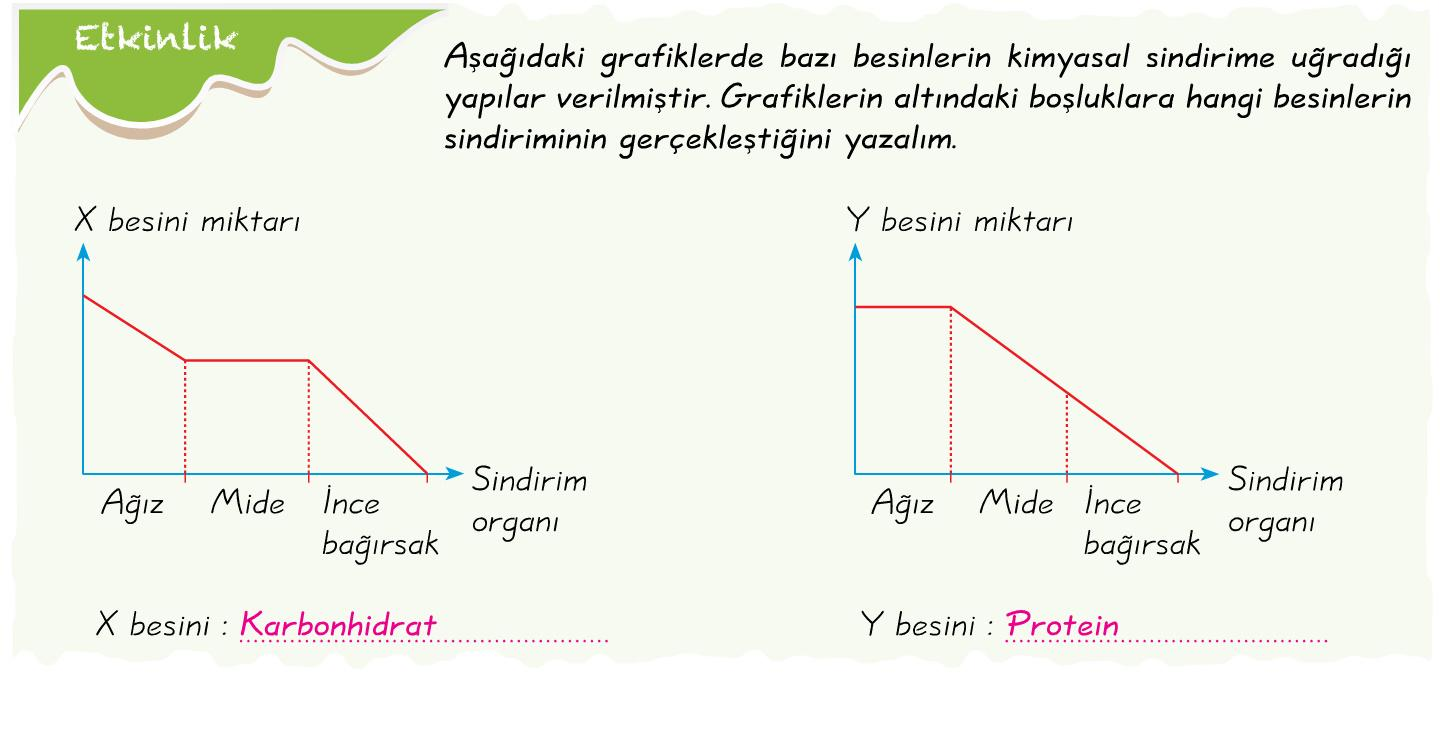 Etkinlik
Aşağıdaki grafiklerde bazı besinlerin kimyasal sindirime uğradığı
yapılar verilmiştir. Grafiklerin altındaki boşluklara hangi besinlerin
sindiriminin gerçekleştiğini yazalım.
X besini miktarı
Ağız Mide İnce
bağırsak
Sindirim
organı
X besini : Karbonhidrat
Y besini miktarı
Ağız Mide İnce
bağırsak
Sindirim
organı
Y besini : Protein